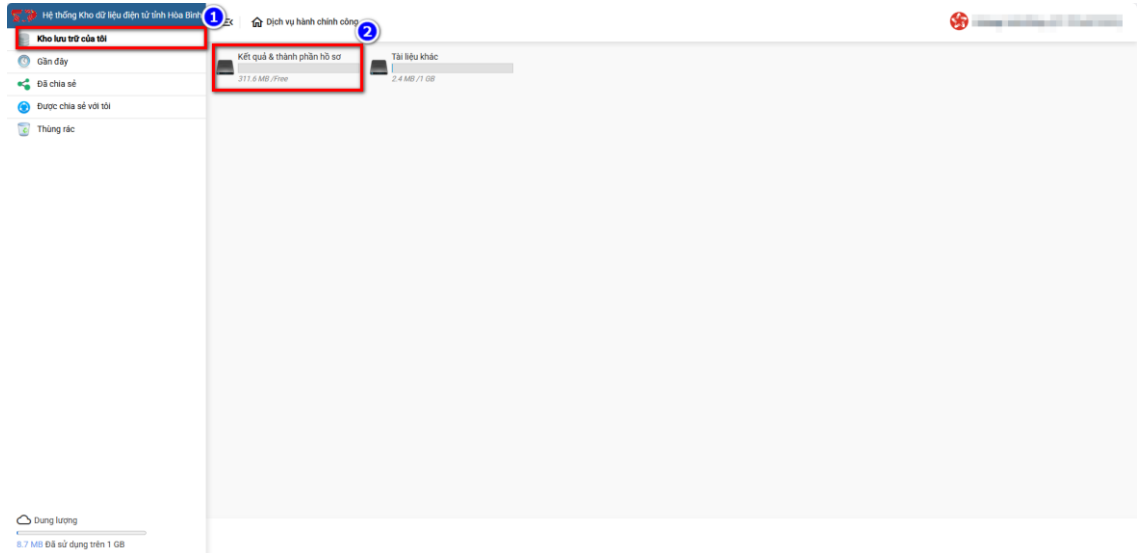 Hệ thống Kho dữ liệu điện tử tỉnh Hòa Bình
1
Dịch vụ hành chính công
2
Kho lưu trữ của tôi
Gần đây
Đã chia sẻ
Được chia sẻ với tôi
Thùng rác
Kết quả & thành phần hồ sơ
311.6 MB /Free
Tài liệu khác
2.4 MB /1 GB
Dung lượng
8.7 MB Đã sử dụng trên 1 GB